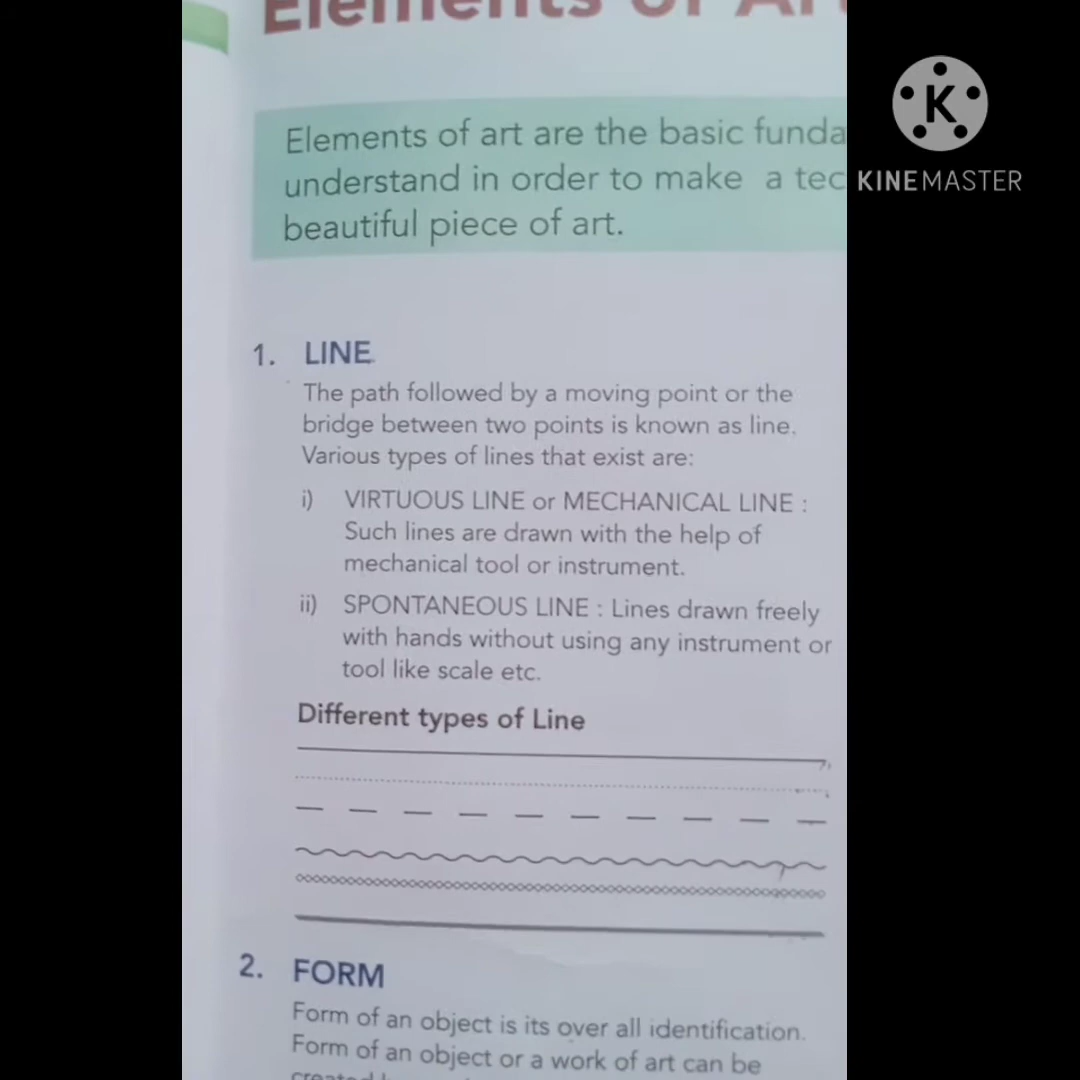 Elements of Art
Elements of art are the basic funda
understand in order to make a tec
beautiful piece of art.
KINEMASTER
1. LINE
The path followed by a moving point or the
bridge between two points is known as line.
Various types of lines that exist are:
i) VIRTUOUS LINE or MECHANICAL LINE :
Such lines are drawn with the help of
mechanical tool or instrument.
ii) SPONTANEOUS LINE : Lines drawn freely
with hands without using any instrument or
tool like scale etc.
Different types of Line
2. FORM
Form of an object is its over all identification.
Form of an object or a work of art can be